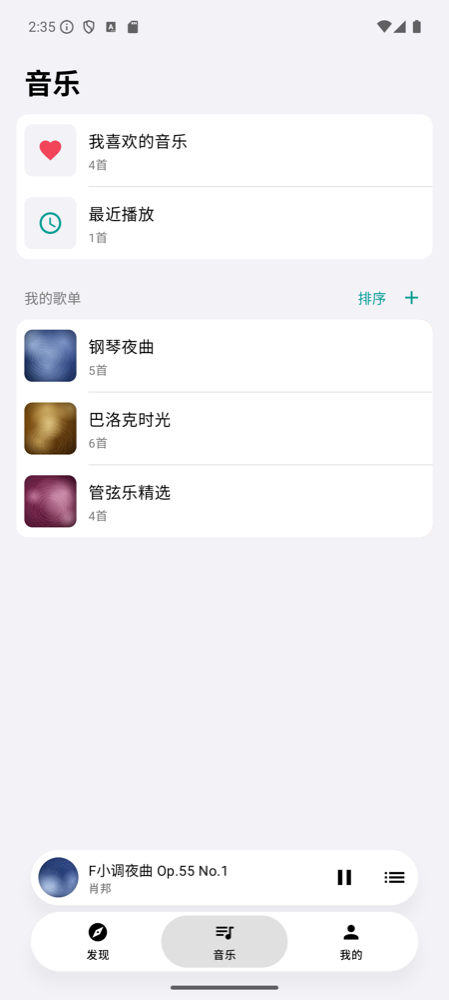 2:35
音乐
我喜欢的音乐
4首
最近播放
1首
我的歌单
排序
钢琴夜曲
5首
巴洛克时光
6首
管弦乐精选
4首
F小调夜曲 Op.55 No.1
肖邦
发现
音乐
我的